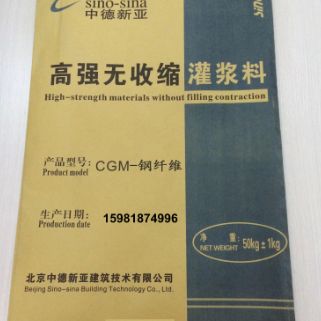 sino-sina
中德新亚
高强无收缩灌浆料
High-strength materials without filling contraction
产品型号: CGM-钢纤维
Product model
生产日期: 15981874996
Production date
净 重: 50kg ± 1kg
NET WEIGHT
北京中德新亚建筑技术有限公司
Beijing Sino-sina Building Technology Co., Ltd.